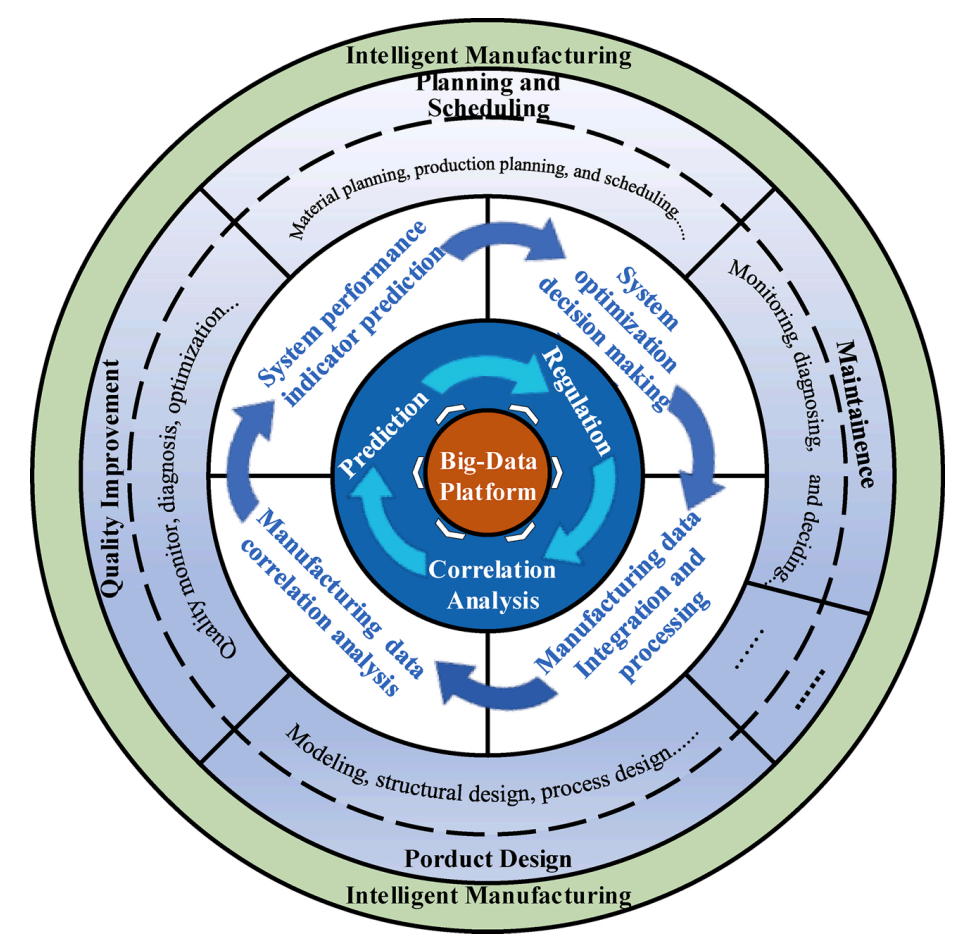 Intelligent Manufacturing
Planning and
Scheduling
Material planning, production planning, and scheduling......
System performance
indicator prediction
System
optimization
decision making
Monitoring, diagnosing, and deciding...
Maintainence
Quality Improvement
Quality monitor, diagnosis, optimization...
Prediction
Regulation
Big-Data
Platform
Correlation
Analysis
Manufacturing data
correlation analysis
Manufacturing data
Integration and
processing
......
......
Modeling, structural design, process design......
Porduct Design
Intelligent Manufacturing